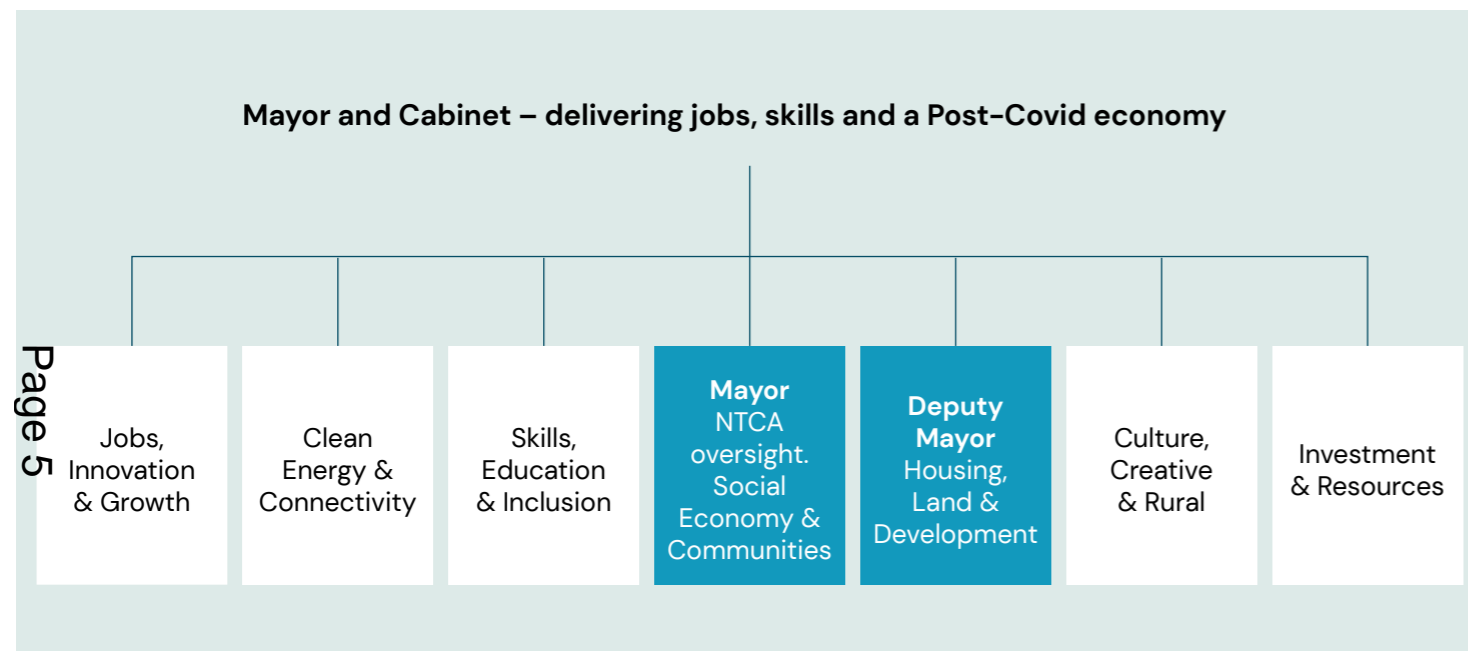 Mayor and Cabinet – delivering jobs, skills and a Post-Covid economy
Page 5
Jobs,
Innovation
& Growth
Clean
Energy &
Connectivity
Skills,
Education
& Inclusion
Mayor
NTCA
oversight.
Social
Economy &
Communities
Deputy
Mayor
Housing,
Land &
Development
Culture,
Creative
& Rural
Investment
& Resources